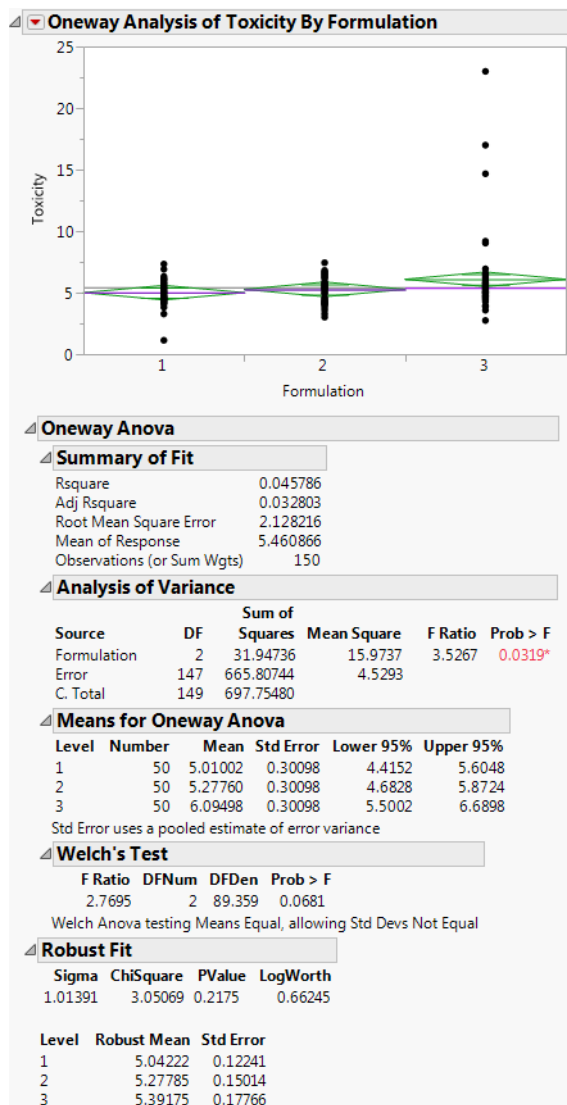 Oneway Analysis of Toxicity By Formulation
25
20
15
10
5
0
Toxicity
1 2 3
Formulation
Oneway Anova
Summary of Fit
Rsquare 0.045786
Adj Rsquare 0.032803
Root Mean Square Error 2.128216
Mean of Response 5.460866
Observations (or Sum Wgts) 150
Analysis of Variance
Sum of
Source DF Squares Mean Square F Ratio Prob > F
Formulation 2 31.94736 15.9737 3.5267 0.0319*
Error 147 665.80744 4.5293
C. Total 149 697.75480
Means for Oneway Anova
Level Number Mean Std Error Lower 95% Upper 95%
1 50 5.01002 0.30098 4.4152 5.6048
2 50 5.27760 0.30098 4.6828 5.8724
3 50 6.09498 0.30098 5.5002 6.6898
Std Error uses a pooled estimate of error variance
Welch's Test
F Ratio DFNum DFDen Prob > F
2.7695 2 89.359 0.0681
Welch Anova testing Means Equal, allowing Std Devs Not Equal
Robust Fit
Sigma ChiSquare PValue LogWorth
1.01391 3.05069 0.2175 0.66245
Level Robust Mean Std Error
1 5.04222 0.12241
2 5.27785 0.15014
3 5.39175 0.17766